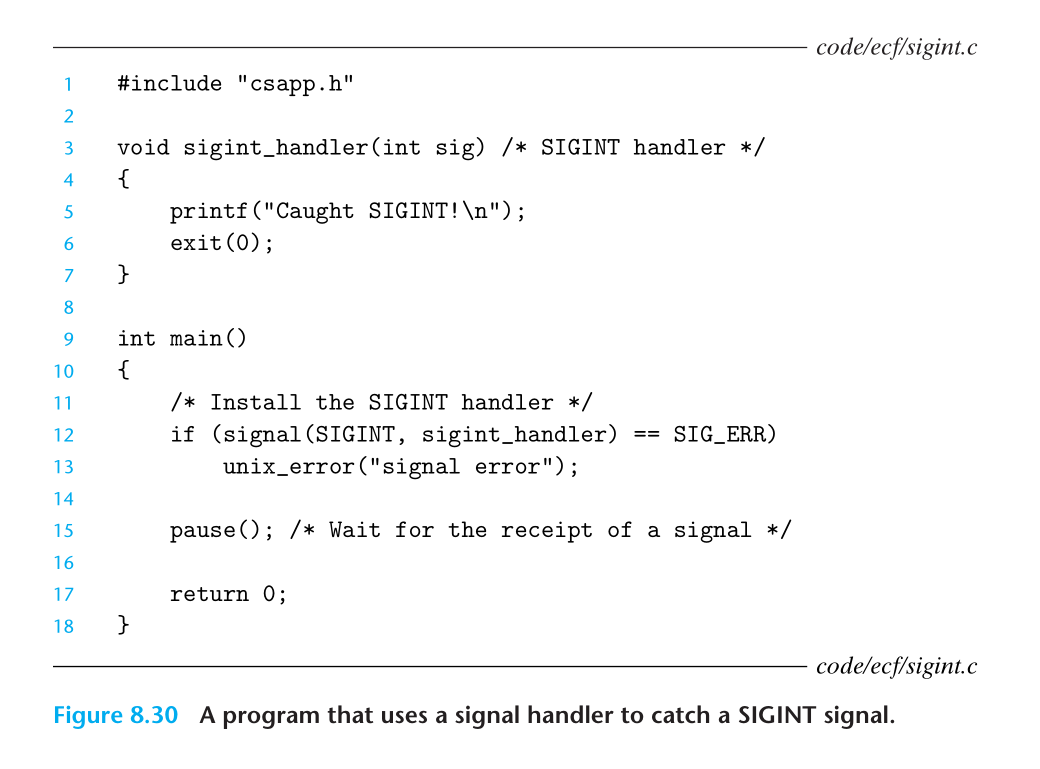 code/ecf/sigint.c
1 #include "csapp.h"
2
3 void sigint_handler(int sig) /* SIGINT handler */
4 {
5     printf("Caught SIGINT!\n");
6     exit(0);
7 }
8
9 int main()
10 {
11     /* Install the SIGINT handler */
12     if (signal(SIGINT, sigint_handler) == SIG_ERR)
13         unix_error("signal error");
14
15     pause(); /* Wait for the receipt of a signal */
16
17     return 0;
18 }
code/ecf/sigint.c
Figure 8.30 A program that uses a signal handler to catch a SIGINT signal.